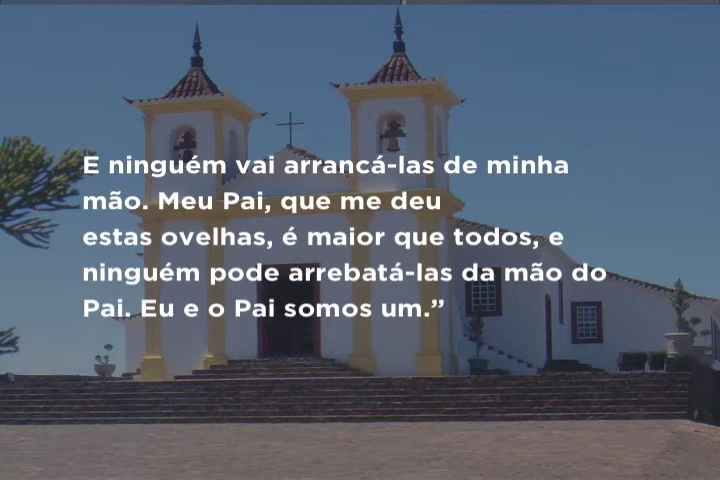 E ninguém vai arrancá-las de minha
mão. Meu Pai, que me deu
estas ovelhas, é maior que todos, e
ninguém pode arrebatá-las da mão do
Pai. Eu e o Pai somos um.”